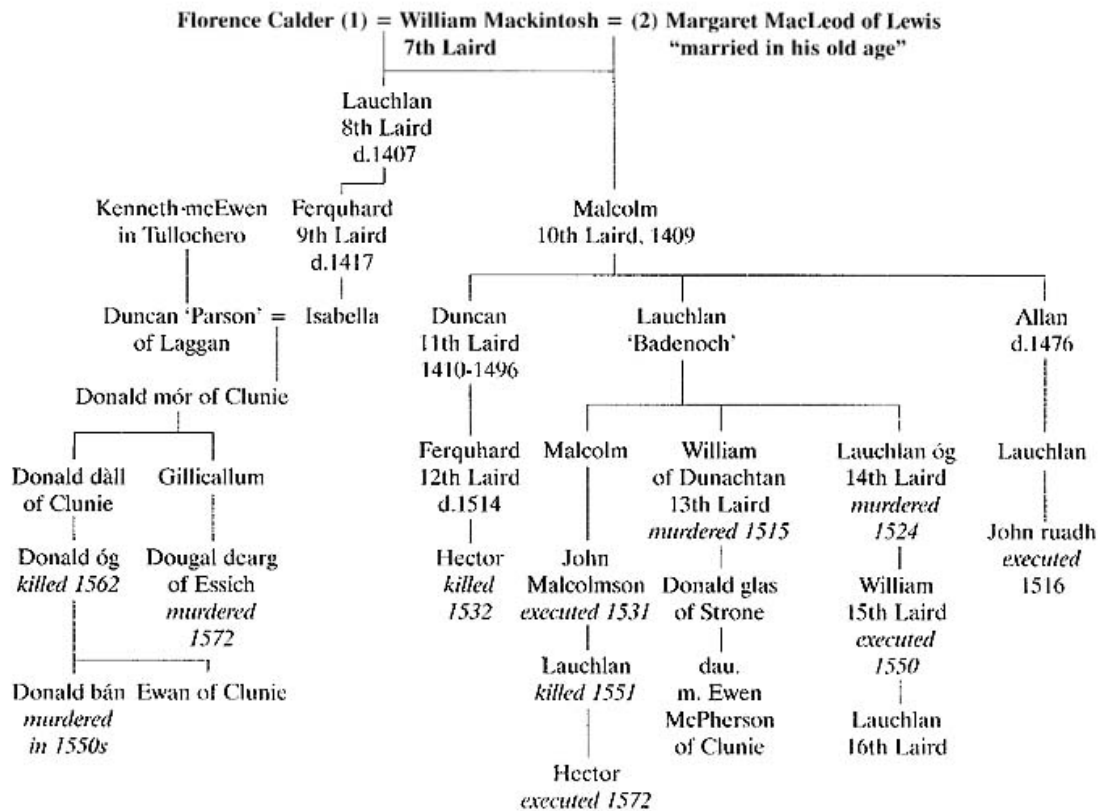 Florence Calder (1) = William Mackintosh = (2) Margaret MacLeod of Lewis
7th Laird
“married in his old age”
Lauchlan
8th Laird
d.1407
Kenneth-mcEwen
in Tullochero
Ferquhard
9th Laird
d.1417
Malcolm
10th Laird, 1409
Duncan ‘Parson’ =
of Laggan
Isabella
Duncan
11th Laird
1410-1496
Lauchlan
‘Badenoch’
Allan
d.1476
Donald mór of Clunie
Donald dàll
of Clunie
Gillicallum
Ferquhard
12th Laird
d.1514
Malcolm
William
of Dunachtan
13th Laird
murdered 1515
Lauchlan óg
14th Laird
murdered
1524
Lauchlan
Donald óg
killed 1562
Dougal dearg
of Essich
murdered
1572
Hector
killed
1532
John
Malcolmson
executed 1531
Donald glas
of Strone
William
15th Laird
executed
1550
John ruadh
executed
1516
Donald bán
murdered
in 1550s
Ewan of Clunie
Lauchlan
killed 1551
dau.
m. Ewen
McPherson
of Clunie
Lauchlan
16th Laird
Hector
executed 1572